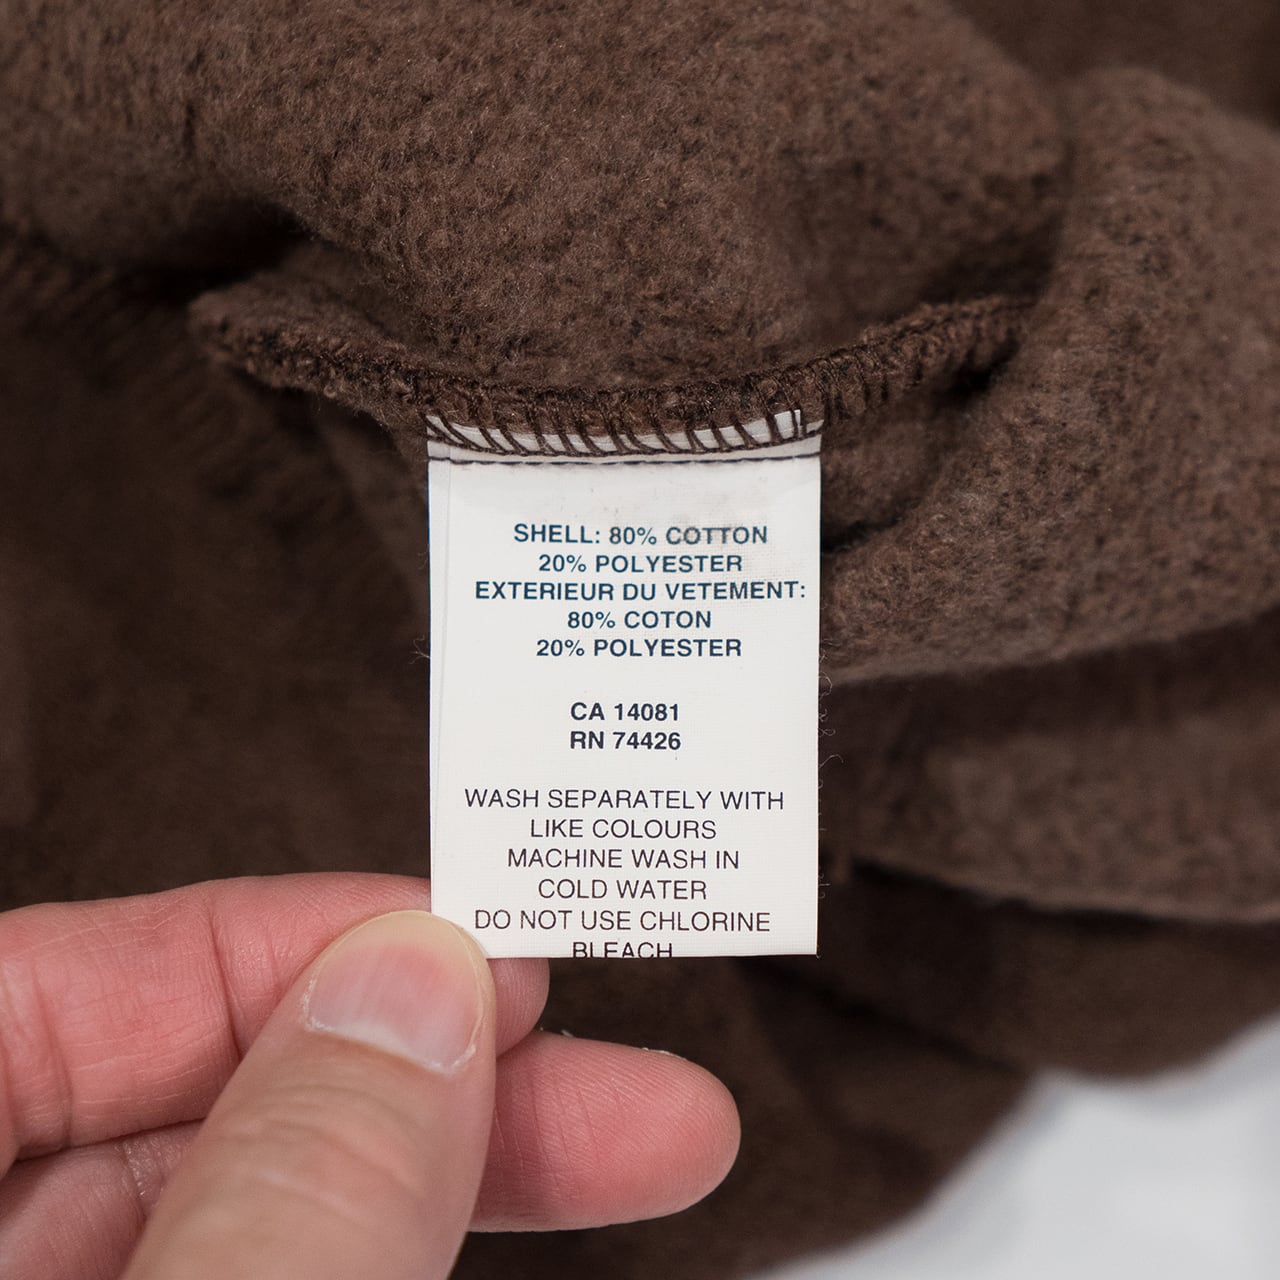 SHELL: 80% COTTON
20% POLYESTER
EXTERIEUR DU VETEMENT:
80% COTON
20% POLYESTER
CA 14081
RN 74426
WASH SEPARATELY WITH
LIKE COLOURS
MACHINE WASH IN
COLD WATER
DO NOT USE CHLORINE
BLEACH